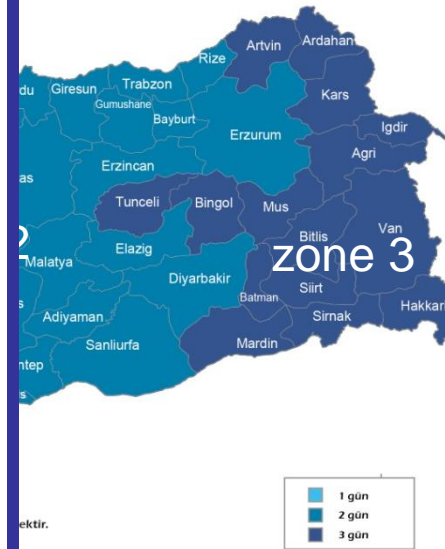 Artvin
Ardahan
Rize
Trabzon
Giresun
du
Kars
Gumushane
Bayburt
Igdir
Erzurum
Agri
Erzincan
as
Tunceli
Bingol
Mus
Van
Bitlis
2
Elazig
zone 3
Malatya
Diyarbakir
Siirt
Batman
s
Hakkari
Adiyaman
Sirnak
Sanliurfa
Mardin
ntep
s
1 gün
2 gün
ektir.
3 gün